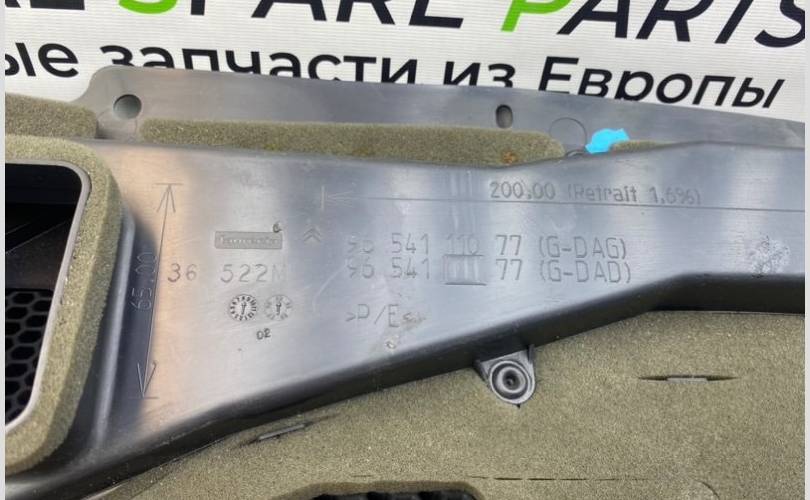 SPARE PARTS
ые запчасти из Европы
200,00 (Retrait 1,6%)
96 541 110 77 (G-DAG)
36 522M
96 541 77 (G-DAD)
65,00
>P/E<
02